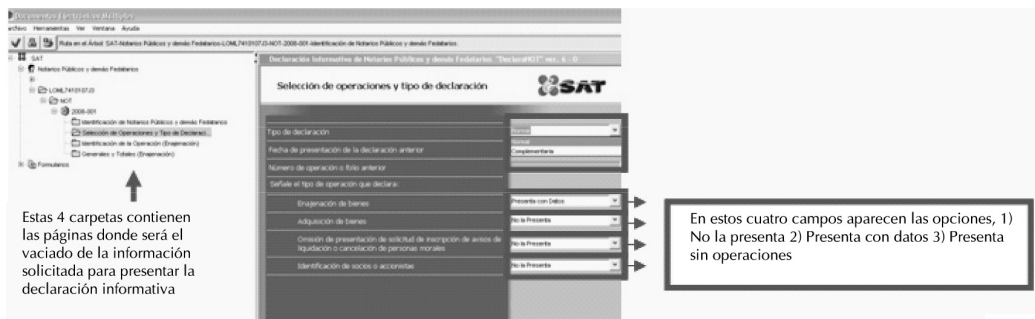 Documentos Electrónicos Múltiples
Archivo Herramientas Ver Ventana Ayuda
Ruta en el Árbol: SAT-Notarios Públicos y demás Fedatarios-LOML7410107J3-NOT-2008-001-Identificación de Notarios Públicos y demás Fedatarios
SAT
Notarios Públicos y demás Fedatarios
LOML7410107J3
NOT
2008-001
Identificación de Notarios Públicos y demás Fedatarios
Selección de Operaciones y Tipo de Declaraci...
Identificación de la Operación (Enajenación)
Generales y Totales (Enajenación)
Formularios
Estas 4 carpetas contienen
las páginas donde será el
vaciado de la información
solicitada para presentar la
declaración informativa
Declaración Informativa de Notarios Públicos y demás Fedatarios "DeclaraNOT" ver. 6 - 0
Selección de operaciones y tipo de declaración
SAT
Tipo de declaración
Normal
Normal
Complementaria
Fecha de presentación de la declaración anterior
Número de operación o folio anterior
Señale el tipo de operación que declara:
Enajenación de bienes
Presenta con Datos
Adquisición de bienes
No la Presenta
Omisión de presentación de solicitud de inscripción de avisos de
liquidación o cancelación de personas morales
No la Presenta
Identificación de socios o accionistas
No la Presenta
En estos cuatro campos aparecen las opciones, 1)
No la presenta 2) Presenta con datos 3) Presenta
sin operaciones